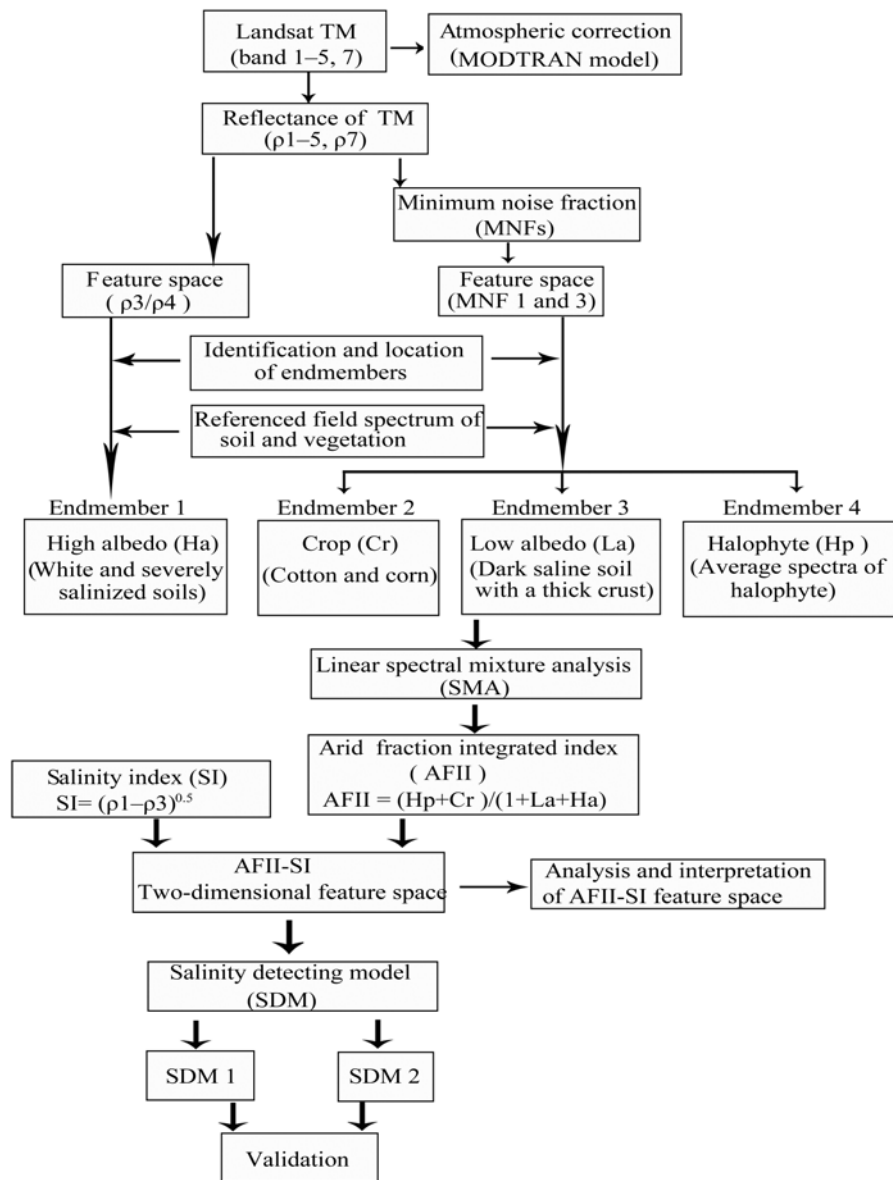 Landsat TM
(band 1–5, 7)
Atmospheric correction
(MODTRAN model)
Reflectance of TM
(ρ1–5, ρ7)
Minimum noise fraction
(MNFs)
Feature space
( ρ3/ρ4 )
Feature space
(MNF 1 and 3)
Identification and location
of endmembers
Referenced field spectrum of
soil and vegetation
Endmember 1
High albedo (Ha)
(White and severely
salinized soils)
Endmember 2
Crop (Cr)
(Cotton and corn)
Endmember 3
Low albedo (La)
(Dark saline soil
with a thick crust)
Endmember 4
Halophyte (Hp )
(Average spectra of
halophyte)
Linear spectral mixture analysis
(SMA)
Arid fraction integrated index
( AFII )
AFII = (Hp+Cr )/(1+La+Ha)
Salinity index (SI)
SI= (ρ1–ρ3)^0.5
AFII-SI
Two-dimensional feature space
Analysis and interpretation
of AFII-SI feature space
Salinity detecting model
(SDM)
SDM 1
SDM 2
Validation